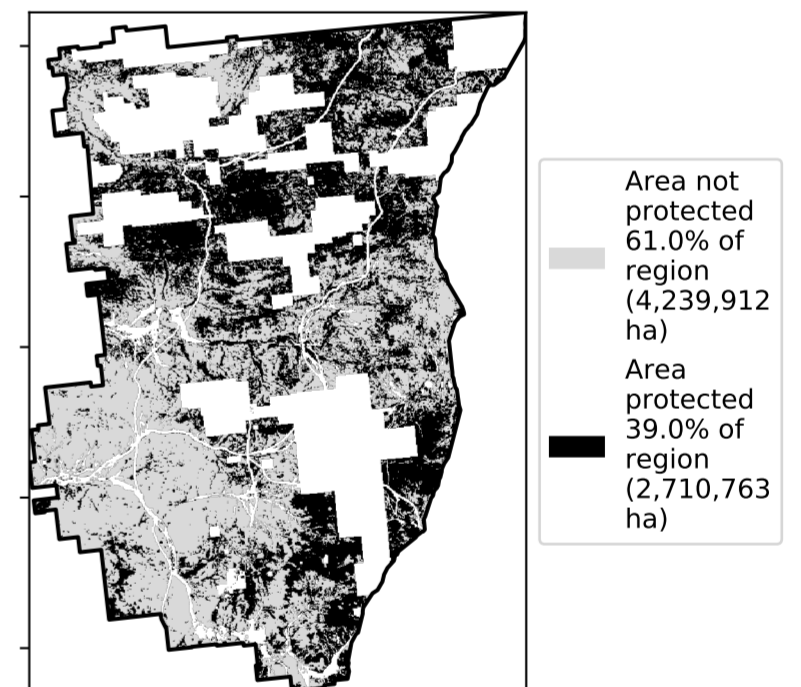 Area not
protected
61.0% of
region
(4,239,912
ha)
Area
protected
39.0% of
region
(2,710,763
ha)